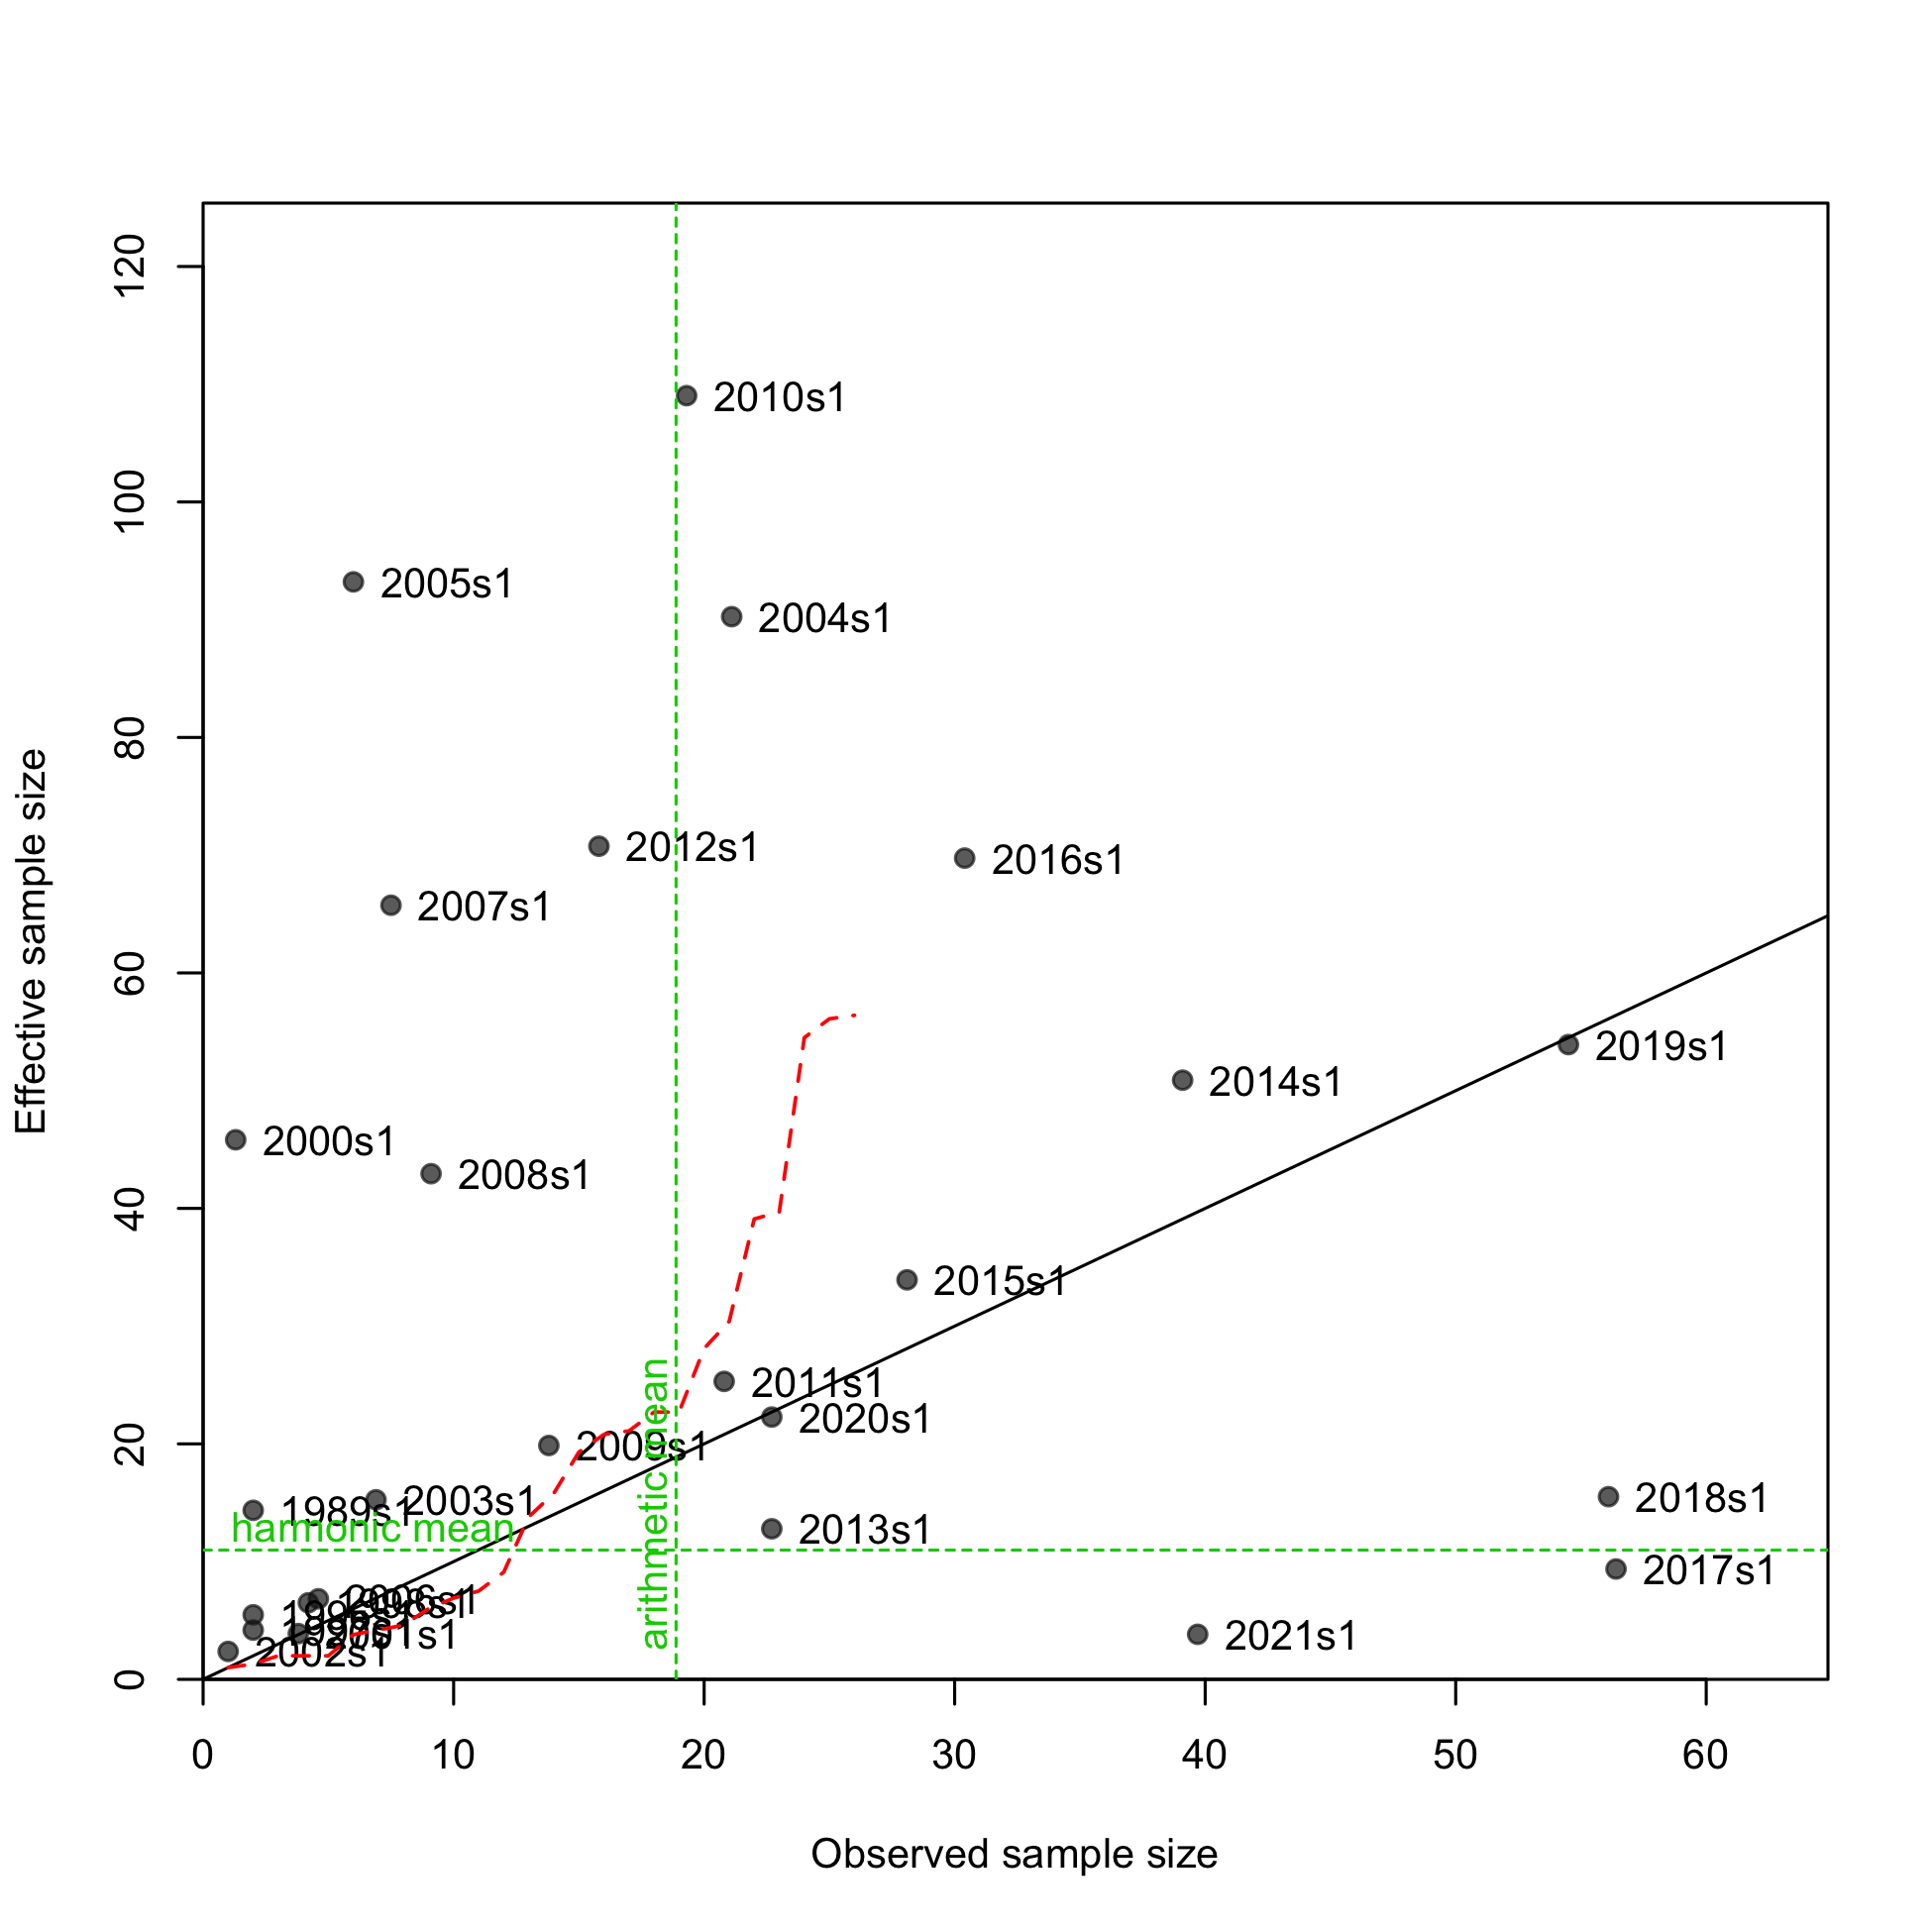 120
100
80
60
40
20
0
Effective sample size
2010s1
2005s1
2004s1
2012s1
2016s1
2007s1
2019s1
2014s1
2000s1
2008s1
2015s1
2011s1
2020s1
2009s1
2018s1
2003s1
1989s1
harmonic mean
2013s1
arithmetic mean
2017s1
2006s1
2021s1
2001s1
2002s1
0 10 20 30 40 50 60
Observed sample size